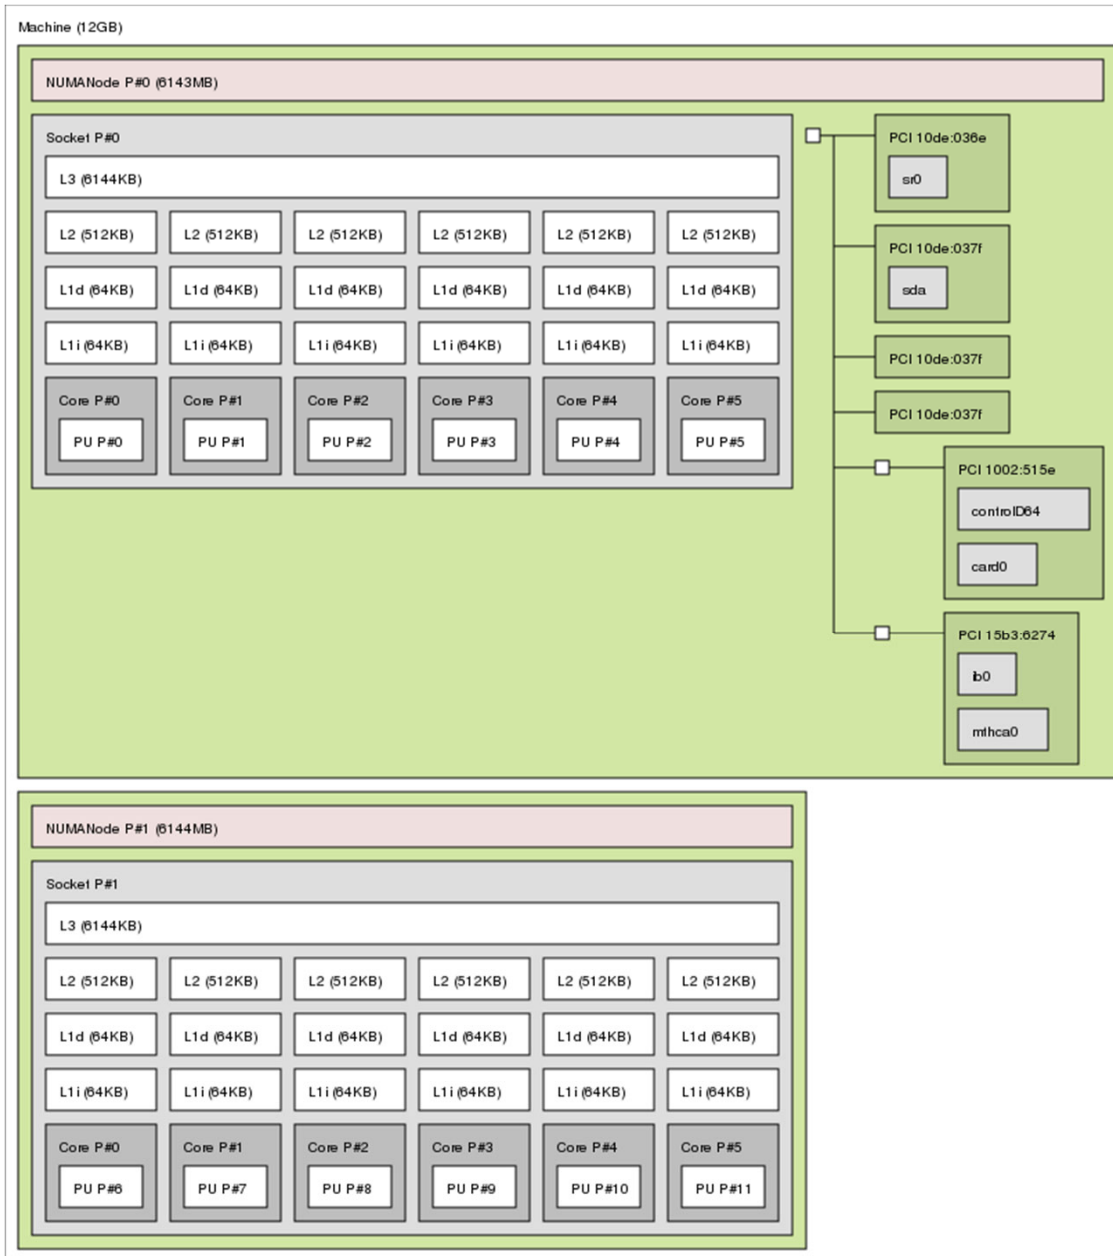 Machine (12GB)
NUMANode P#0 (6143MB)
Socket P#0
L3 (6144KB)
L2 (512KB) L2 (512KB) L2 (512KB) L2 (512KB) L2 (512KB) L2 (512KB)
L1d (64KB) L1d (64KB) L1d (64KB) L1d (64KB) L1d (64KB) L1d (64KB)
L1i (64KB) L1i (64KB) L1i (64KB) L1i (64KB) L1i (64KB) L1i (64KB)
Core P#0 Core P#1 Core P#2 Core P#3 Core P#4 Core P#5
PU P#0 PU P#1 PU P#2 PU P#3 PU P#4 PU P#5
PCI 10de:036e
sr0
PCI 10de:037f
sda
PCI 10de:037f
PCI 10de:037f
PCI 1002:515e
controlD64
card0
PCI 15b3:6274
ib0
mthca0
NUMANode P#1 (6144MB)
Socket P#1
L3 (6144KB)
L2 (512KB) L2 (512KB) L2 (512KB) L2 (512KB) L2 (512KB) L2 (512KB)
L1d (64KB) L1d (64KB) L1d (64KB) L1d (64KB) L1d (64KB) L1d (64KB)
L1i (64KB) L1i (64KB) L1i (64KB) L1i (64KB) L1i (64KB) L1i (64KB)
Core P#0 Core P#1 Core P#2 Core P#3 Core P#4 Core P#5
PU P#6 PU P#7 PU P#8 PU P#9 PU P#10 PU P#11